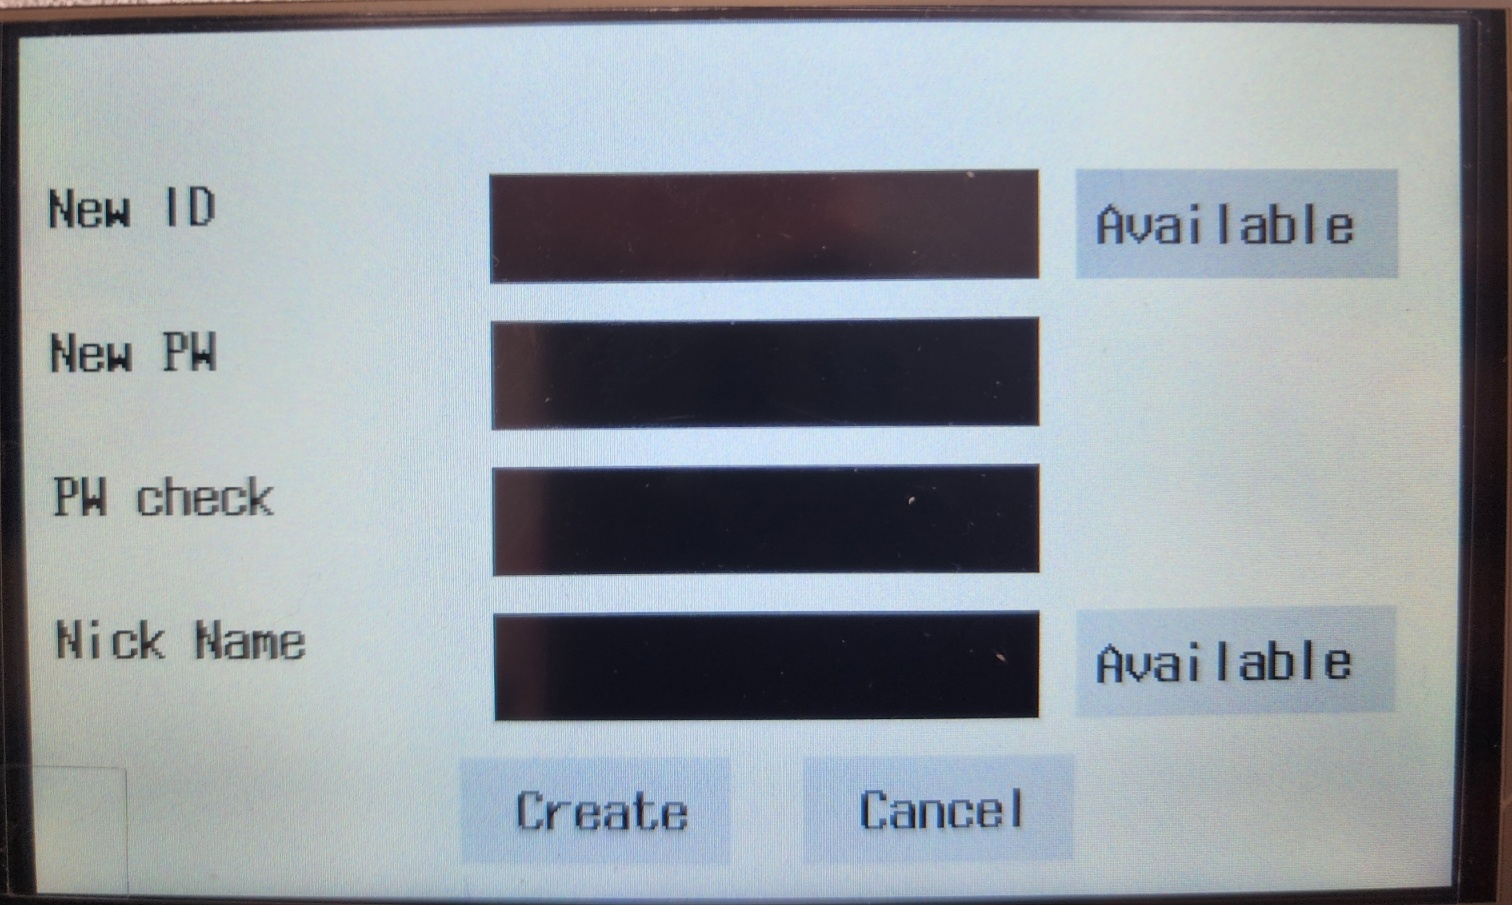 New ID Available
New PW
PW check
Nick Name Available
Create Cancel